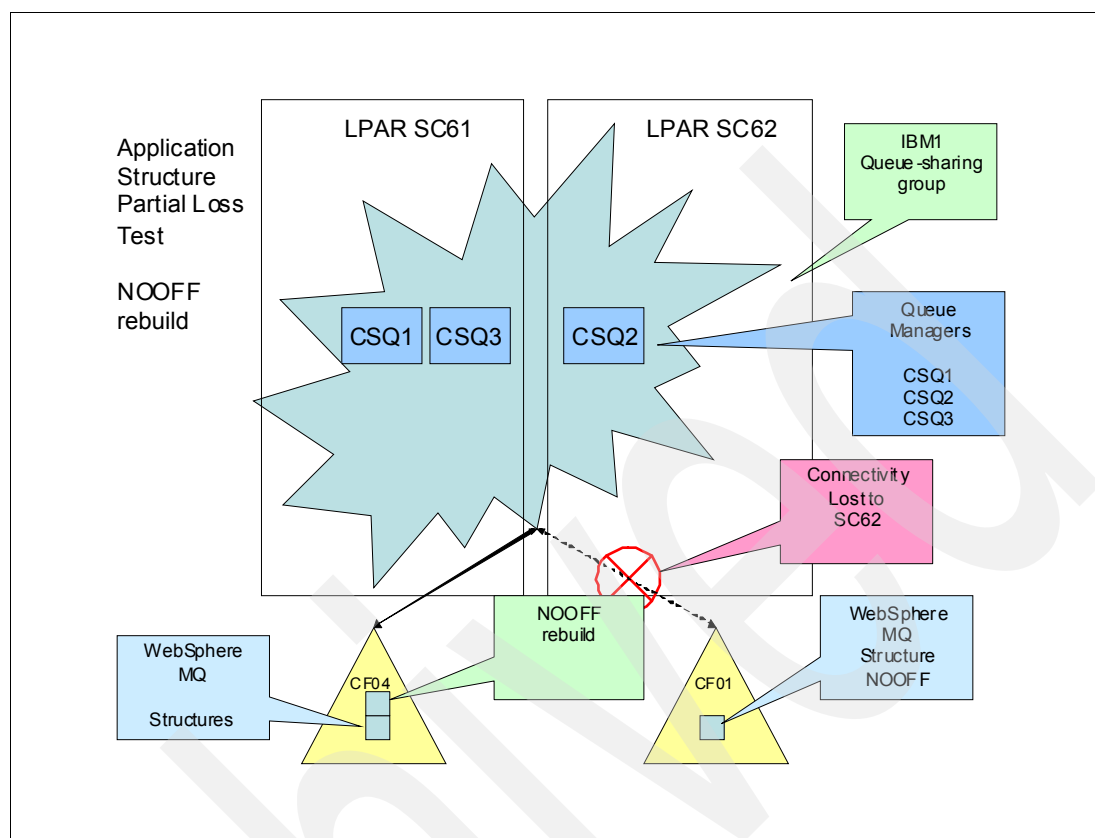 LPAR SC61
LPAR SC62
Application
Structure
Partial Loss
Test
NOOFF
rebuild
IBM1
Queue-sharing
group
CSQ1
CSQ3
CSQ2
Queue
Managers
CSQ1
CSQ2
CSQ3
Connectivity
Lost to
SC62
NOOFF
rebuild
WebSphere
MQ
Structures
CF04
CF01
WebSphere
MQ
Structure
NOOFF